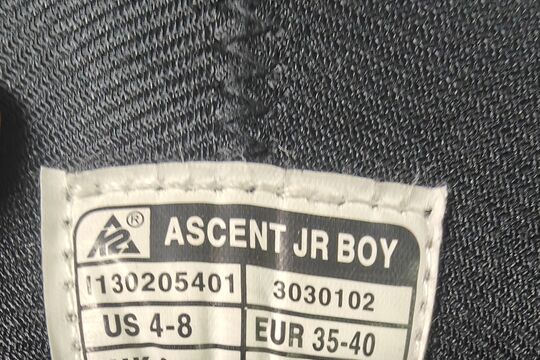 K2® ASCENT JR BOY
I130205401 3030102
US 4-8 EUR 35-40